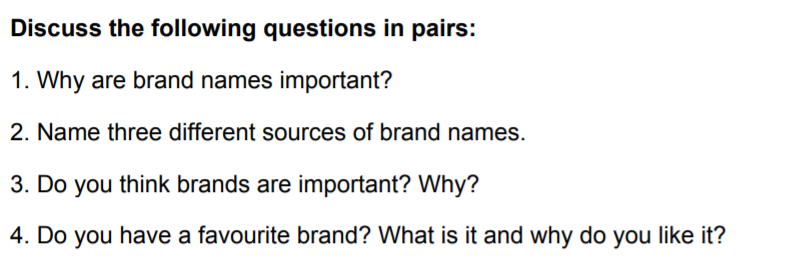 Discuss the following questions in pairs:
1. Why are brand names important?
2. Name three different sources of brand names.
3. Do you think brands are important? Why?
4. Do you have a favourite brand? What is it and why do you like it?